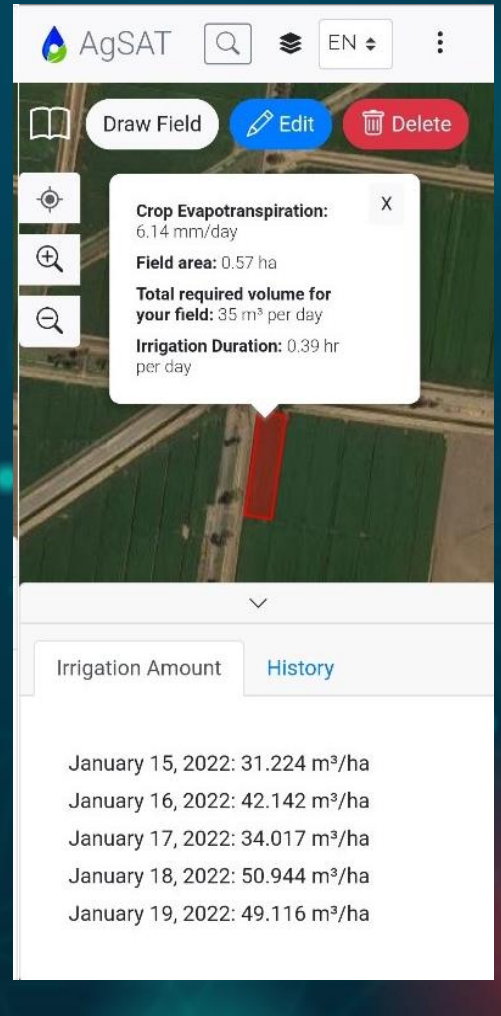 AgSAT EN
Draw Field Edit Delete
X
Crop Evapotranspiration:
6.14 mm/day
Field area: 0.57 ha
Total required volume for
your field: 35 m³ per day
Irrigation Duration: 0.39 hr
per day
Irrigation Amount History
January 15, 2022: 31.224 m³/ha
January 16, 2022: 42.142 m³/ha
January 17, 2022: 34.017 m³/ha
January 18, 2022: 50.944 m³/ha
January 19, 2022: 49.116 m³/ha